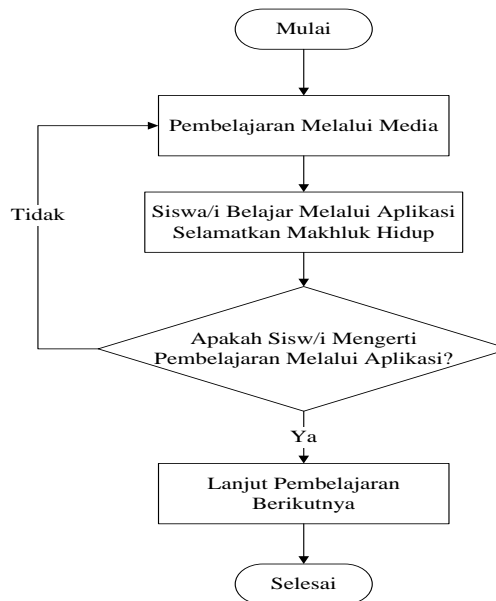 Mulai
Pembelajaran Melalui Media
Tidak
Siswa/i Belajar Melalui Aplikasi
Selamatkan Makhluk Hidup
Apakah Sisw/i Mengerti
Pembelajaran Melalui Aplikasi?
Ya
Lanjut Pembelajaran
Berikutnya
Selesai